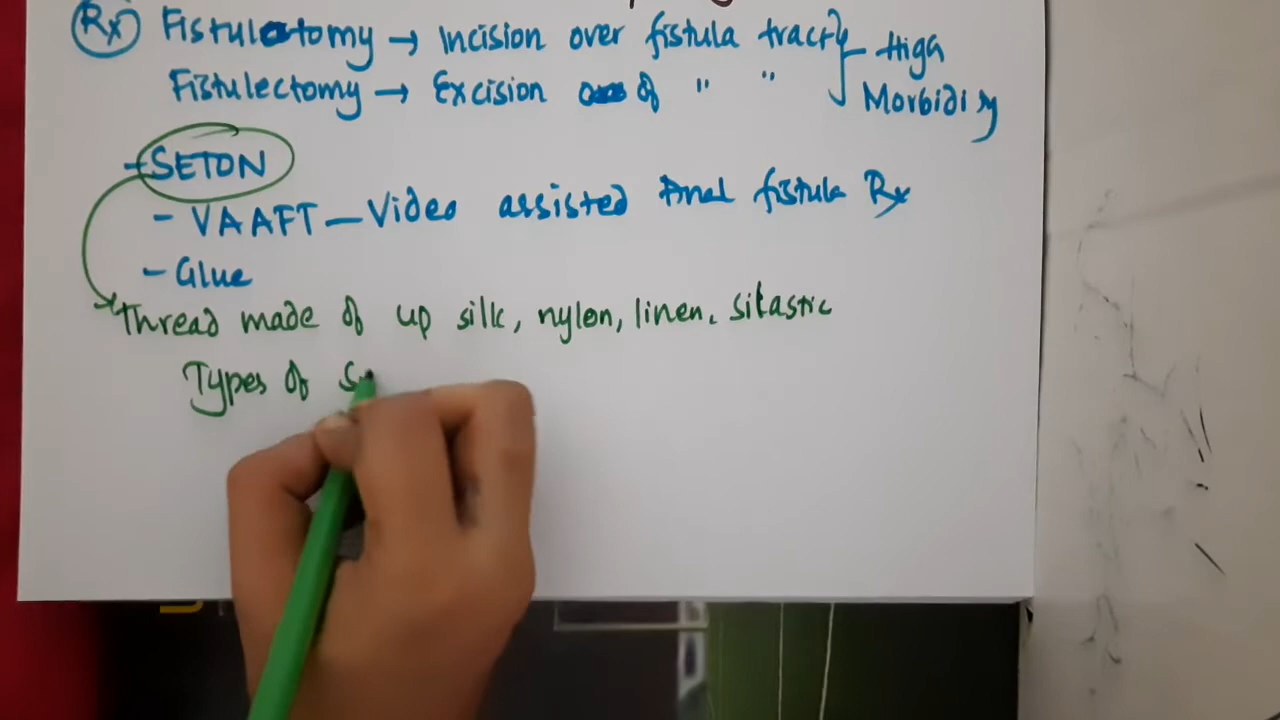 Rx Fistulotomy → Incision over fistula tract } High
Fistulectomy → Excision of " " } Morbidity
- SETON
- VAAFT - Video assisted Anal fistula Rx
- Glue
Thread made of up silk, nylon, linen, silastic
Types of